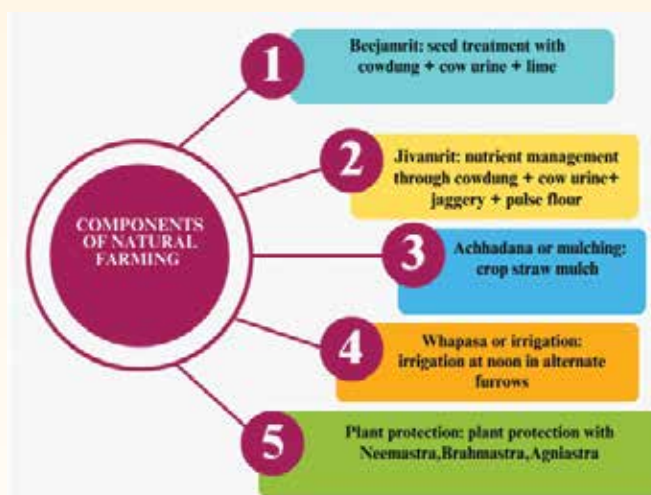 COMPONENTS
OF NATURAL
FARMING
1
Beejamrit: seed treatment with
cowdung + cow urine + lime
2
Jivamrit: nutrient management
through cowdung + cow urine+
jaggery + pulse flour
3
Achhadana or mulching:
crop straw mulch
4
Whapasa or irrigation:
irrigation at noon in alternate
furrows
5
Plant protection: plant protection with
Neemastra,Brahmastra,Agniastra